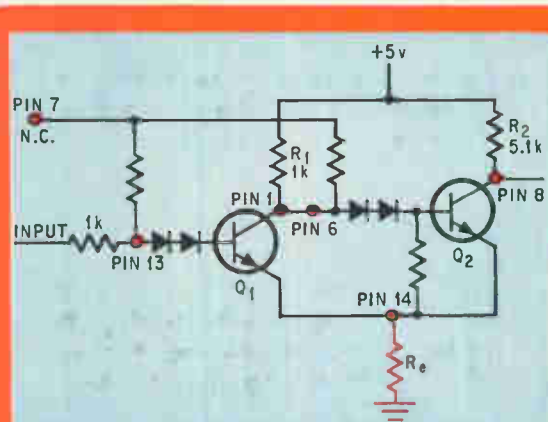 +5v
PIN 7
N.C.
R1
1k
R2
5.1k
PIN 1
PIN 6
PIN 8
INPUT
1k
PIN 13
Q1
Q2
PIN 14
Re